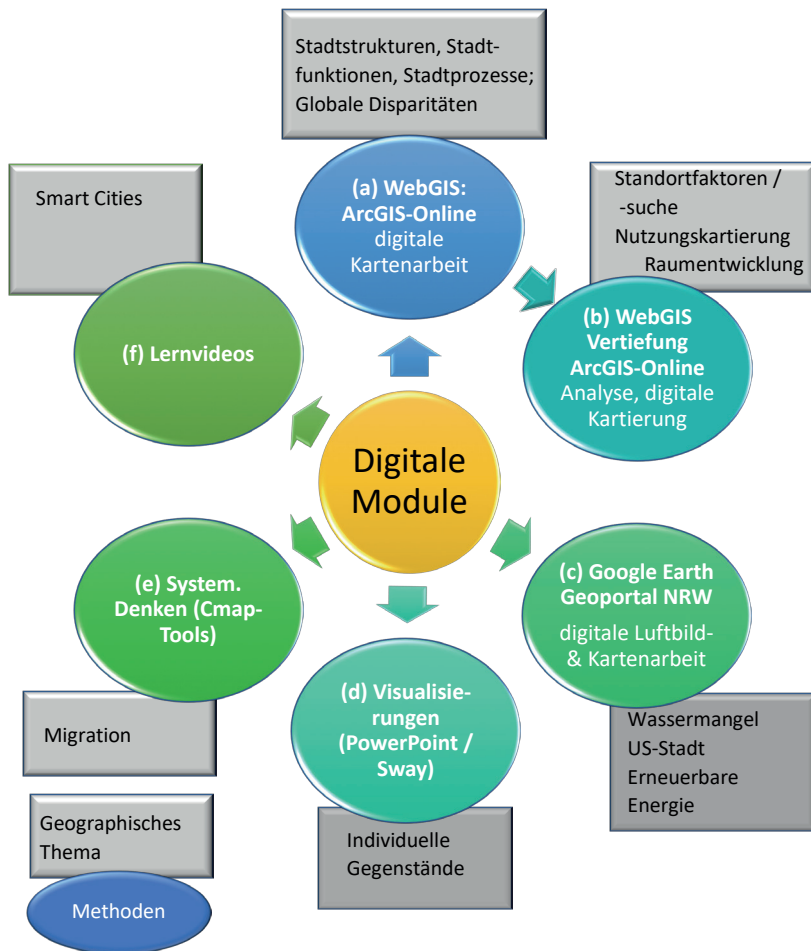 Stadtstrukturen, Stadt-
funktionen, Stadtprozesse;
Globale Disparitäten
(a) WebGIS:
ArcGIS-Online
digitale
Kartenarbeit
Standortfaktoren /
-suche
Nutzungskartierung
Raumentwicklung
(b) WebGIS
Vertiefung
ArcGIS-Online
Analyse, digitale
Kartierung
Smart Cities
(f) Lernvideos
Digitale
Module
(c) Google Earth
Geoportal NRW
digitale Luftbild-
& Kartenarbeit
Wassermangel
US-Stadt
Erneuerbare
Energie
(e) System.
Denken (Cmap-
Tools)
Migration
(d) Visualisie-
rungen
(PowerPoint /
Sway)
Individuelle
Gegenstände
Geographisches
Thema
Methoden